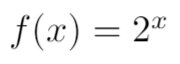 f(x) = 2^x